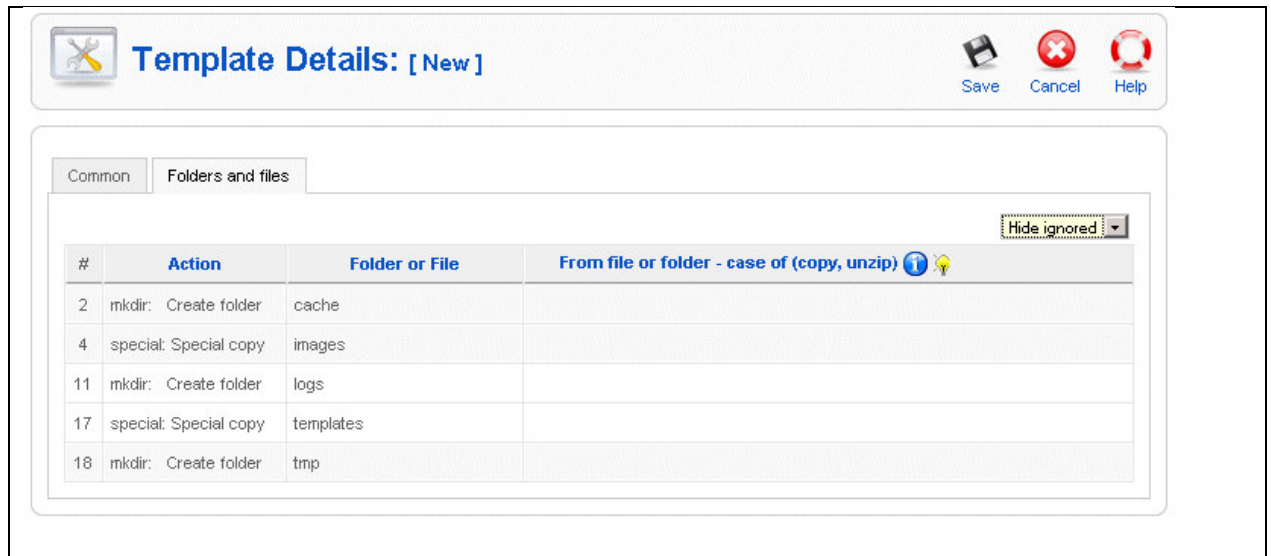 Template Details: [ New ]
Save Cancel Help
Common Folders and files
Hide ignored
# Action Folder or File From file or folder - case of (copy, unzip)
2 mkdir: Create folder cache
4 special: Special copy images
11 mkdir: Create folder logs
17 special: Special copy templates
18 mkdir: Create folder tmp